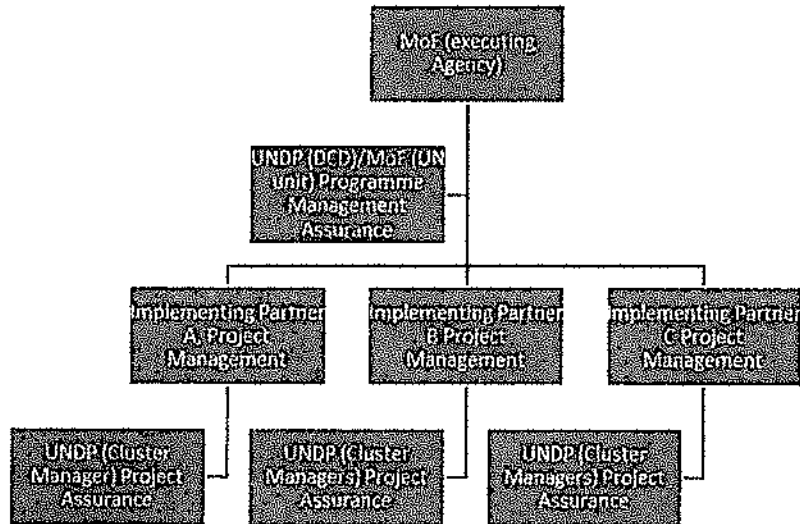 MoF (executing
Agency)
UNDP (DCD)/MoF (UN
unit) Programme
Management
Assurance
Implementing Partner
A, Project
Management
Implementing Partner
B Project
Management
Implementing Partner
C Project
Management
UNDP (Cluster
Manager) Project
Assurance
UNDP (Cluster
Managers) Project
Assurance
UNDP (Cluster
Managers) Project
Assurance